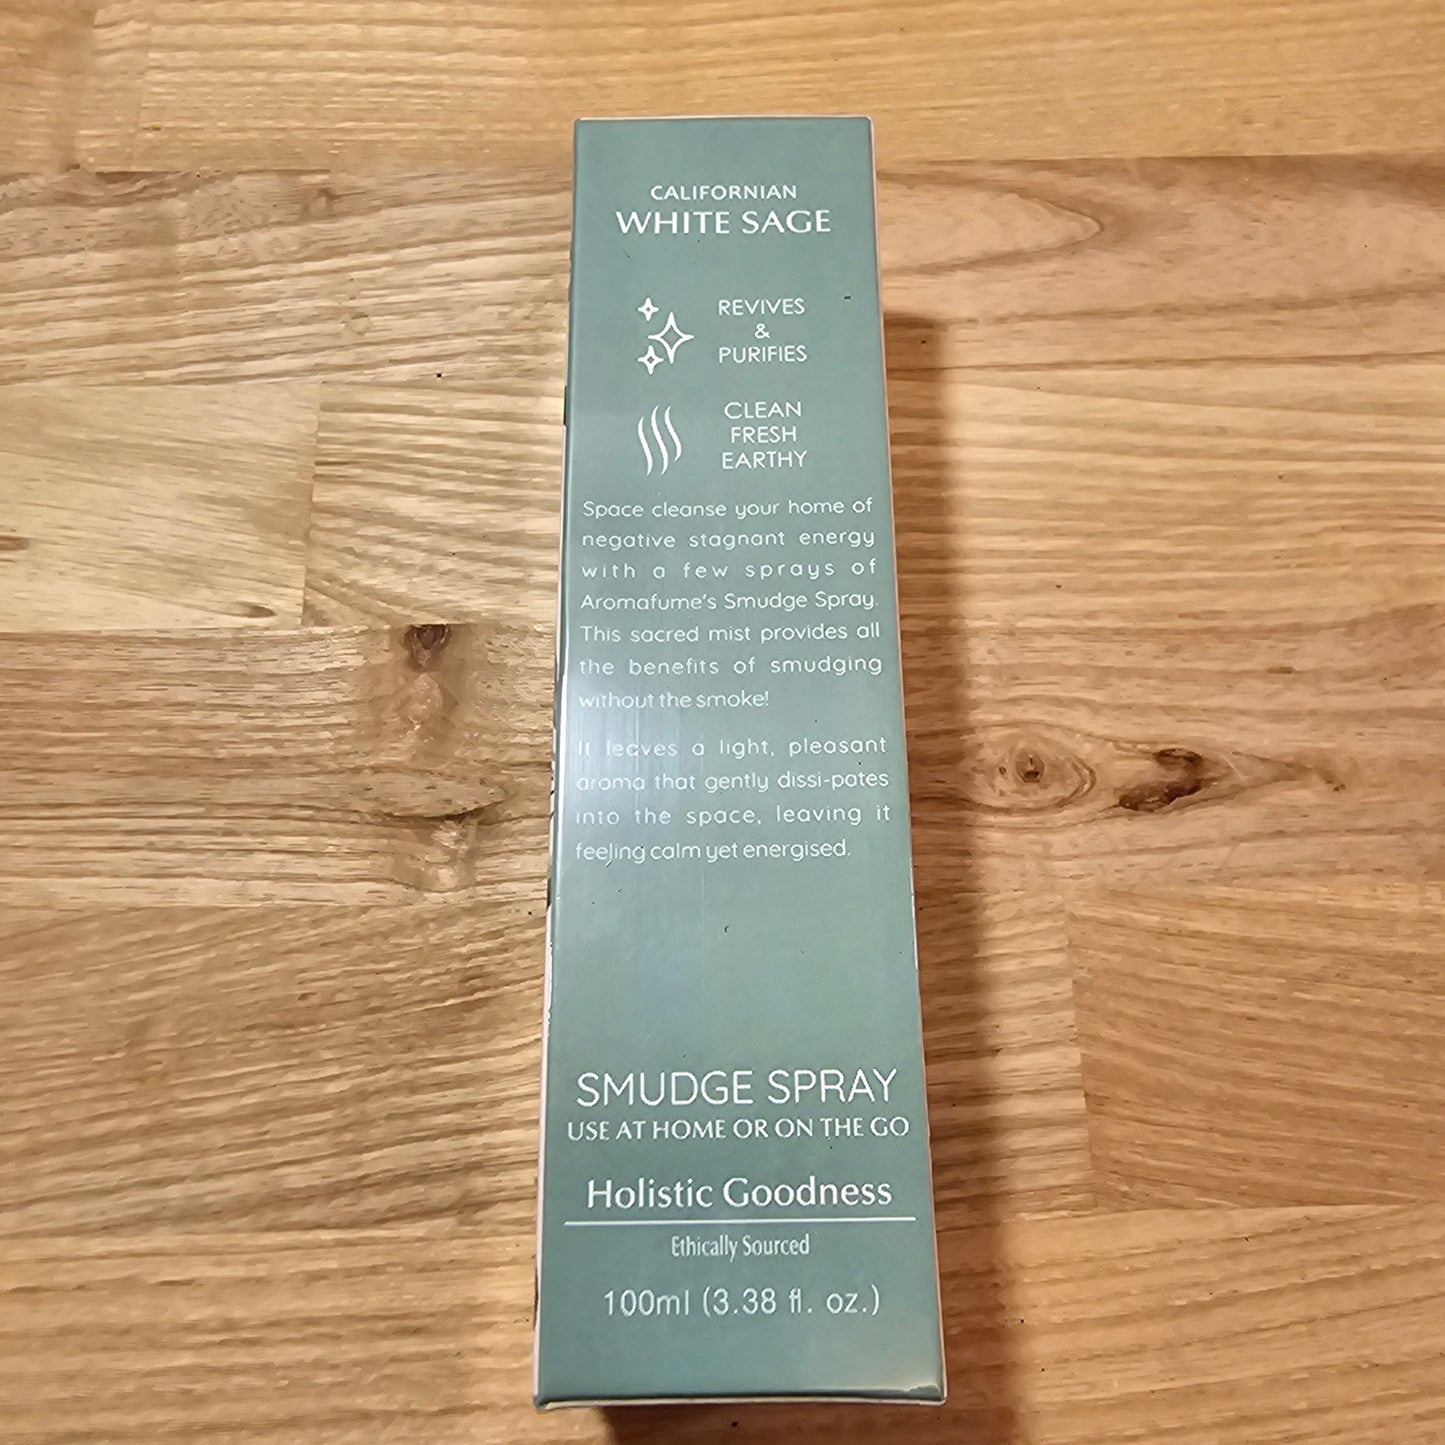 CALIFORNIAN
WHITE SAGE
REVIVES
&
PURIFIES
CLEAN
FRESH
EARTHY
Space cleanse your home of
negative stagnant energy
with a few sprays of
Aromafume's Smudge Spray.
This sacred mist provides all
the benefits of smudging
without the smoke!
It leaves a light, pleasant
aroma that gently dissi-pates
into the space, leaving it
feeling calm yet energised.
SMUDGE SPRAY
USE AT HOME OR ON THE GO
Holistic Goodness
Ethically Sourced
100ml (3.38 fl. oz.)